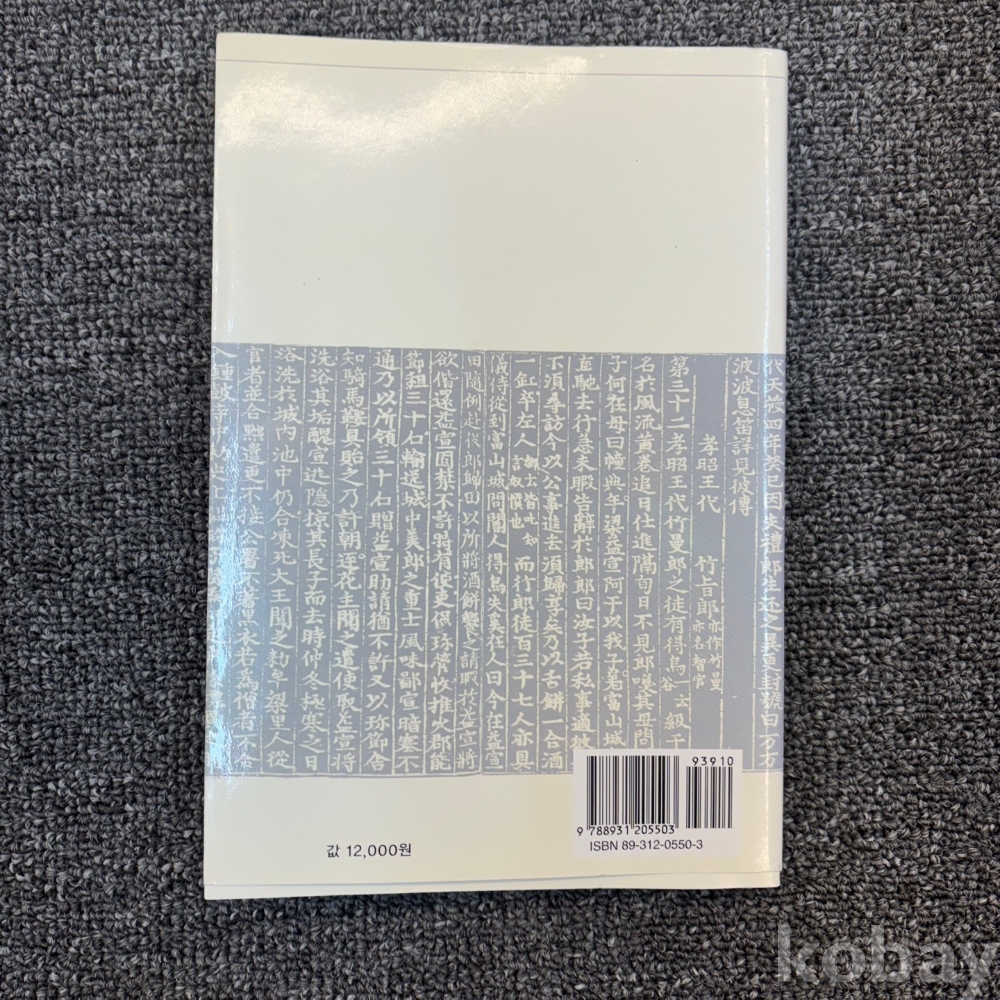 代天授四年癸巳因失禮郎生还之異更封號曰万万
波波息笛詳見彼傳
孝昭王代 竹旨郎 亦作竹曼 亦名智官
第三十二孝昭王代竹曼郎之徒有得烏 一云谷 級干
名於風流黃卷追日仕進隔旬日不見郎喚其母問
子何在母曰幢典牟梁益宣阿干以我子差富山城
直馳去行急未暇告辭於郎郎曰汝子若私事適彼
不須尋訪今以公事進去須歸享矣乃以舌餅一合酒
一缸卒左人 郷云皆叱知 言奴僕也 而行郎徒百三十七人亦具
儀侍從到富山城問閽人得烏失奚在人曰今在益宣
田隨例赴役郎歸田以所將酒餅饗之請暇於益宣將
欲偕還益宣固禁不許時有使吏侃珍管收推火郡能
節租三十石輸送城中美郎之重士風味鄙宣暗塞不
通乃以所領三十石贈益宣助請猶不許又以珍節舍
知騎馬鞍具貽之乃許朝廷花主聞之遣使取益宣將
洗浴其垢醜宣逃隱掠其長子而去時仲冬極寒之日
浴洗於城內池中仍合凍死大王聞之勑牟梁里人從
官者並合黜遣更不接公署不著黑衣若為僧者不合
93910
9 788931 205503
ISBN 89-312-0550-3
값 12,000원
kobay